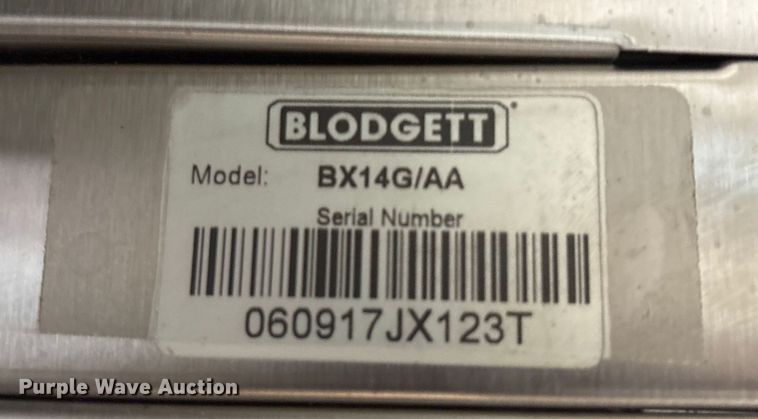 BLODGETT
Model: BX14G/AA
Serial Number
060917JX123T
Purple Wave Auction